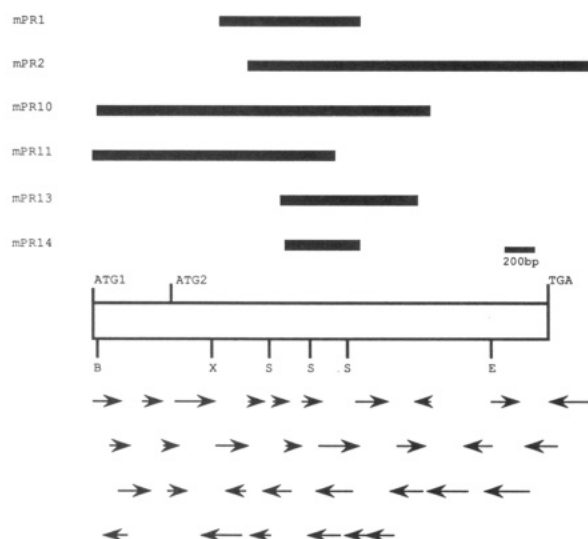 mPR1
mPR2
mPR10
mPR11
mPR13
mPR14
200bp
ATG1 ATG2 TGA
B X S S S E